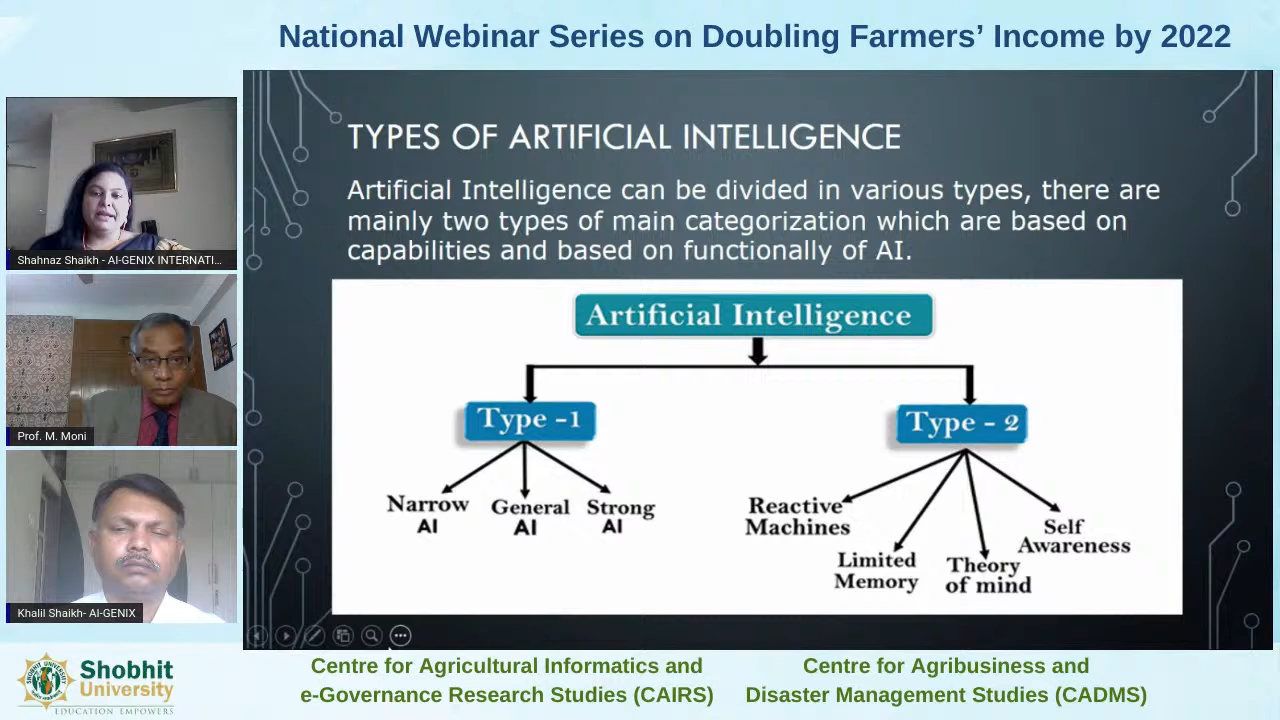 National Webinar Series on Doubling Farmers’ Income by 2022
Shahnaz Shaikh - AI-GENIX INTERNATI...
Prof. M. Moni
Khalil Shaikh- AI-GENIX
TYPES OF ARTIFICIAL INTELLIGENCE
Artificial Intelligence can be divided in various types, there are
mainly two types of main categorization which are based on
capabilities and based on functionally of AI.
Artificial Intelligence
Type -1
Type - 2
Narrow
AI
General
AI
Strong
AI
Reactive
Machines
Limited
Memory
Theory
of mind
Self
Awareness
Shobhit
University
EDUCATION EMPOWERS
Centre for Agricultural Informatics and
e-Governance Research Studies (CAIRS)
Centre for Agribusiness and
Disaster Management Studies (CADMS)